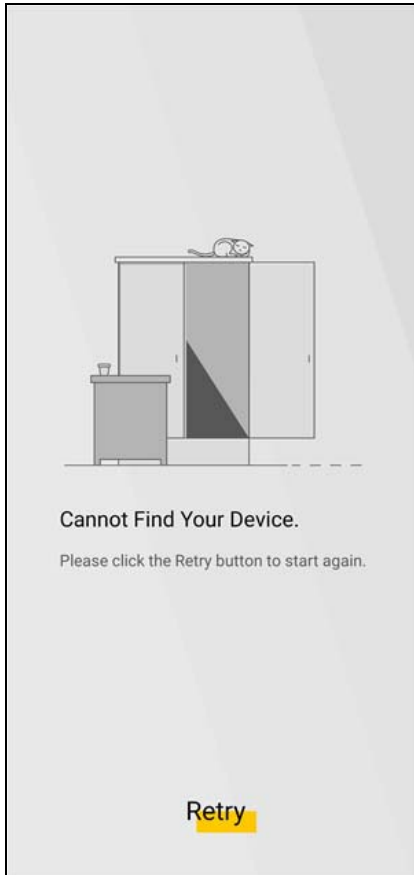 Cannot Find Your Device.
Please click the Retry button to start again.
Retry